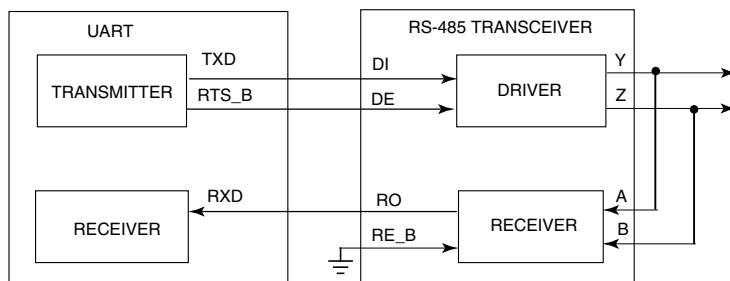 UART
RS-485 TRANSCEIVER
TXD
DI
Y
TRANSMITTER
DRIVER
RTS_B
DE
Z
RXD
RO
A
RECEIVER
RECEIVER
RE_B
B